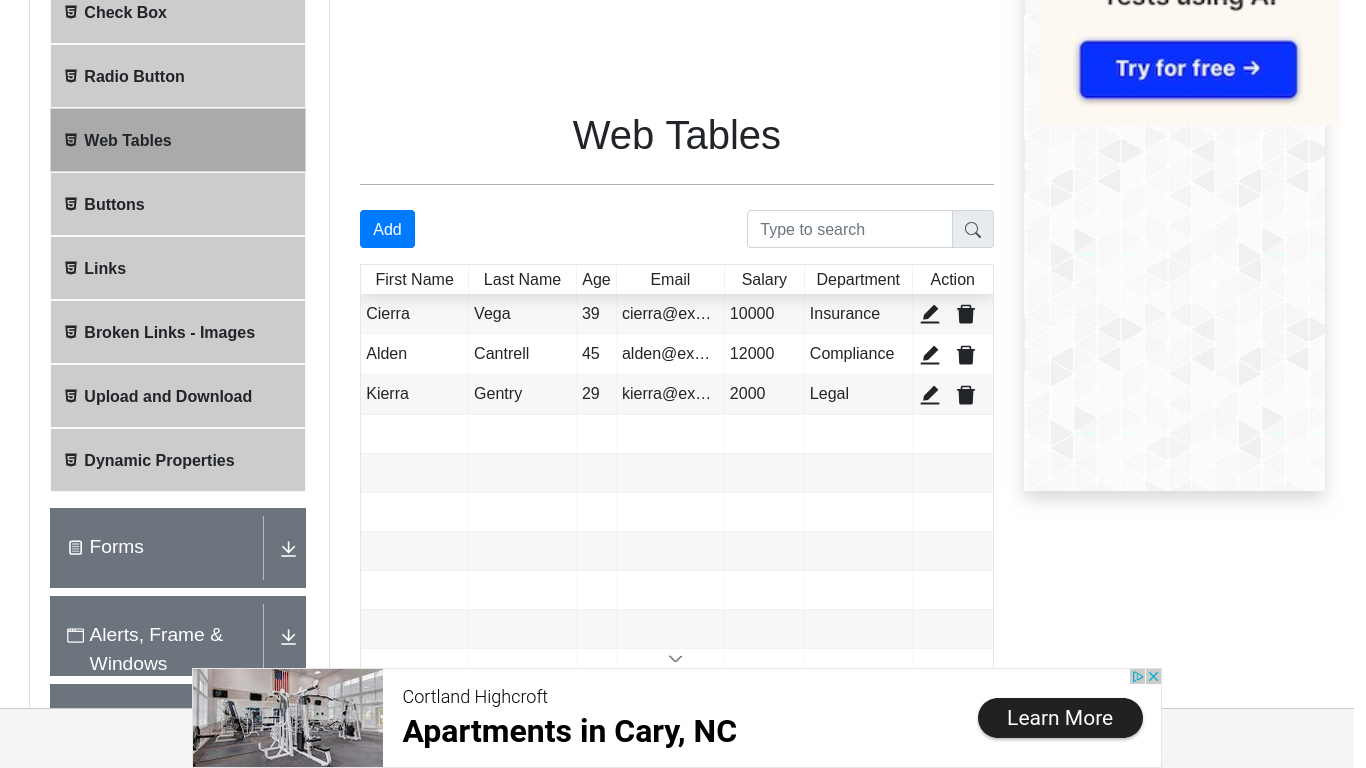 Check Box
Radio Button
Web Tables
Buttons
Links
Broken Links - Images
Upload and Download
Dynamic Properties
Forms
Alerts, Frame &
Windows
Web Tables
Add
Type to search
First Name Last Name Age Email Salary Department Action
Cierra Vega 39 cierra@ex… 10000 Insurance
Alden Cantrell 45 alden@ex… 12000 Compliance
Kierra Gentry 29 kierra@ex… 2000 Legal
Tests using AI
Try for free →
Cortland Highcroft
Apartments in Cary, NC
Learn More